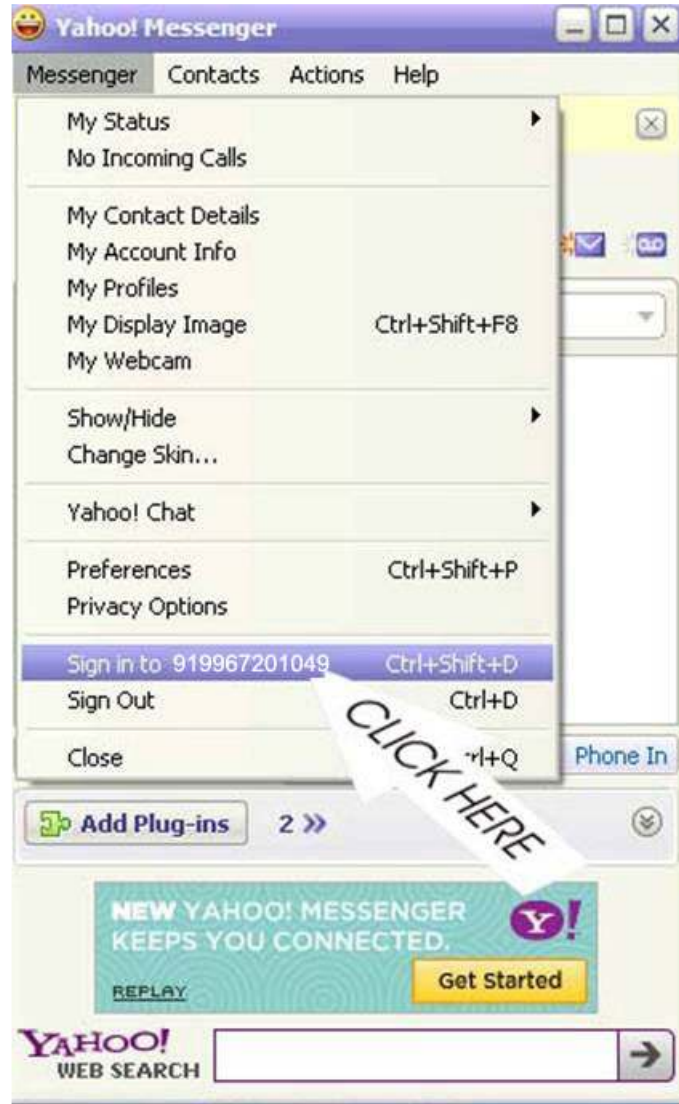 Yahoo! Messenger
Messenger Contacts Actions Help
My Status
No Incoming Calls
My Contact Details
My Account Info
My Profiles
My Display Image Ctrl+Shift+F8
My Webcam
Show/Hide
Change Skin...
Yahoo! Chat
Preferences Ctrl+Shift+P
Privacy Options
Sign in to 919967201049 Ctrl+Shift+D
Sign Out Ctrl+D
CLICK HERE
Close rl+Q
Phone In
Add Plug-ins 2 »
NEW YAHOO! MESSENGER
KEEPS YOU CONNECTED.
Y!
REPLAY
Get Started
YAHOO!
WEB SEARCH